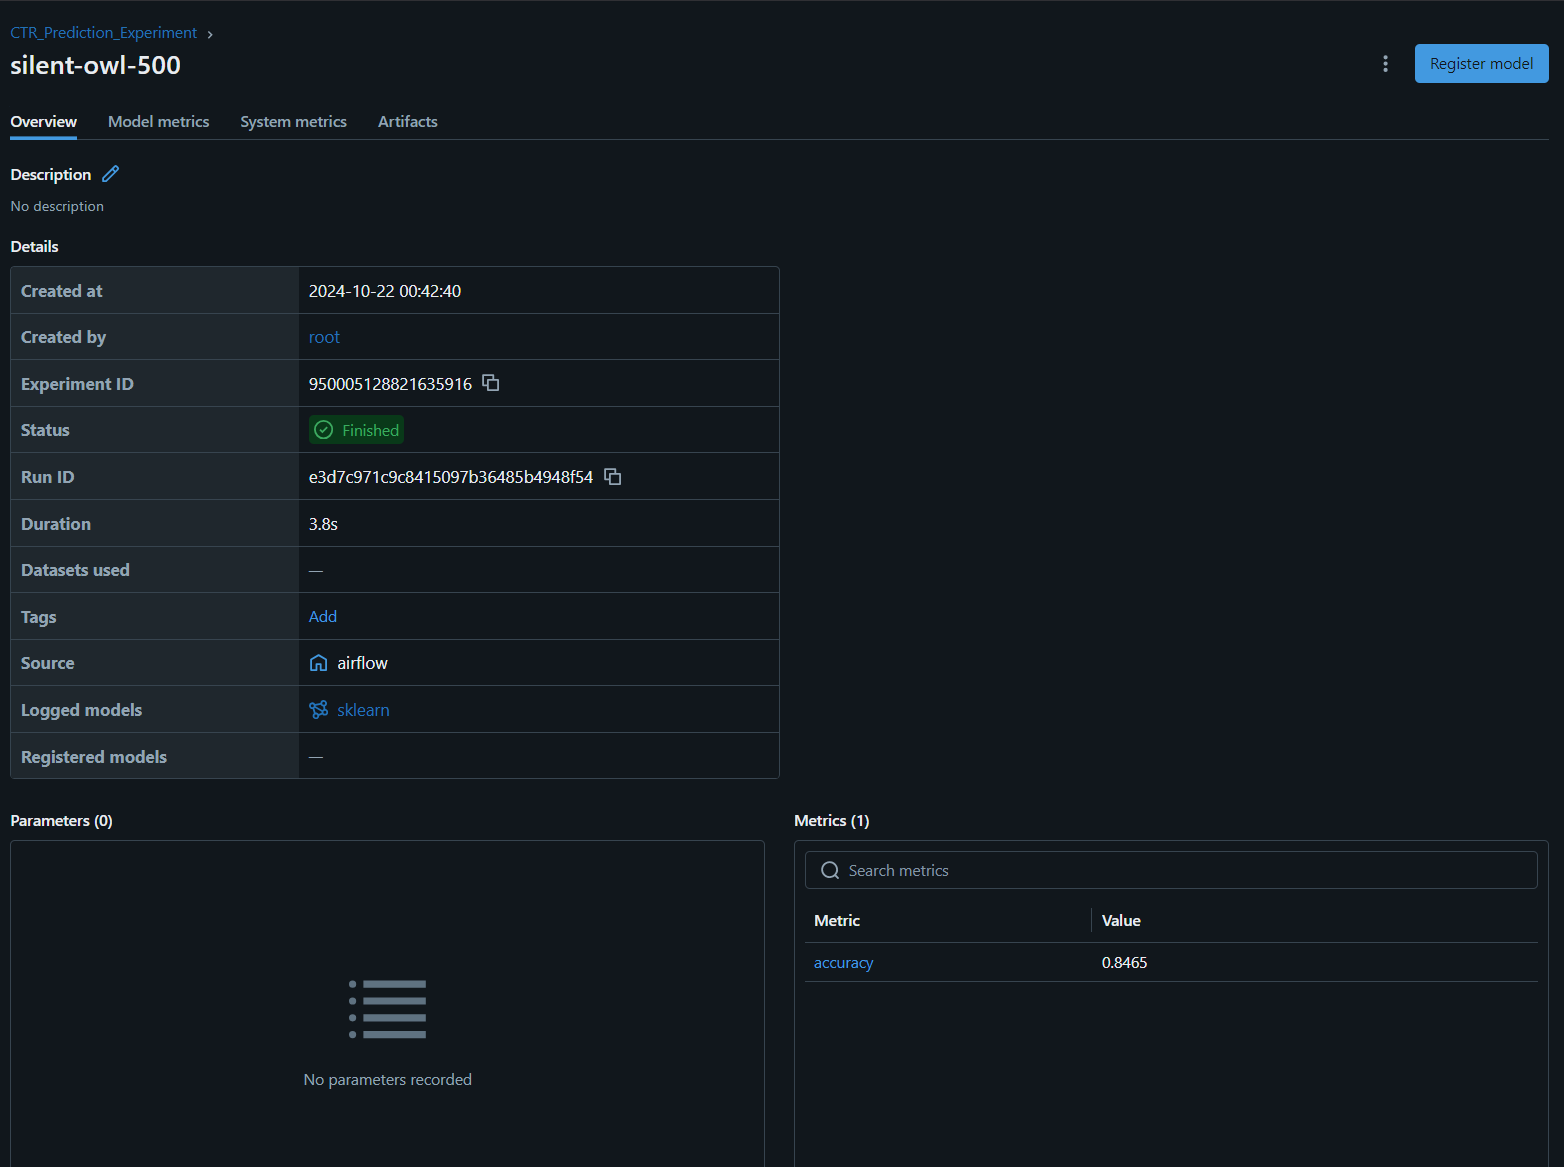 CTR_Prediction_Experiment
silent-owl-500
Register model
Overview Model metrics System metrics Artifacts
Description
No description
Details
Created at 2024-10-22 00:42:40
Created by root
Experiment ID 950005128821635916
Status Finished
Run ID e3d7c971c9c8415097b36485b4948f54
Duration 3.8s
Datasets used —
Tags Add
Source airflow
Logged models sklearn
Registered models —
Parameters (0)
No parameters recorded
Metrics (1)
Search metrics
Metric Value
accuracy 0.8465